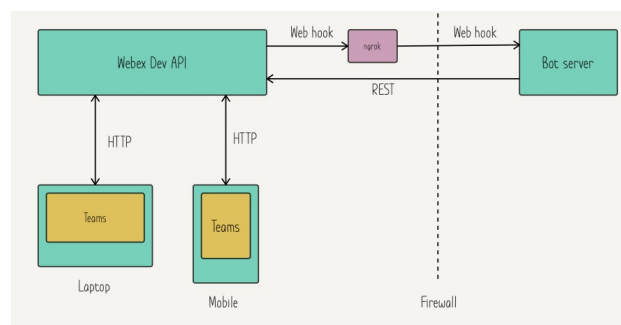 Web hook
Web hook
Webex Dev API
ngrok
Bot server
REST
HTTP
HTTP
Teams
Teams
Laptop
Mobile
Firewall